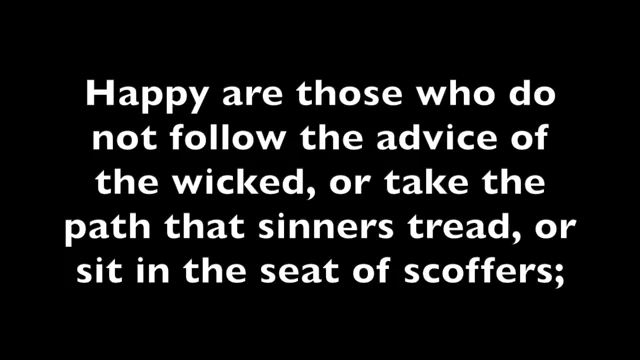 Happy are those who do
not follow the advice of
the wicked, or take the
path that sinners tread, or
sit in the seat of scoffers;